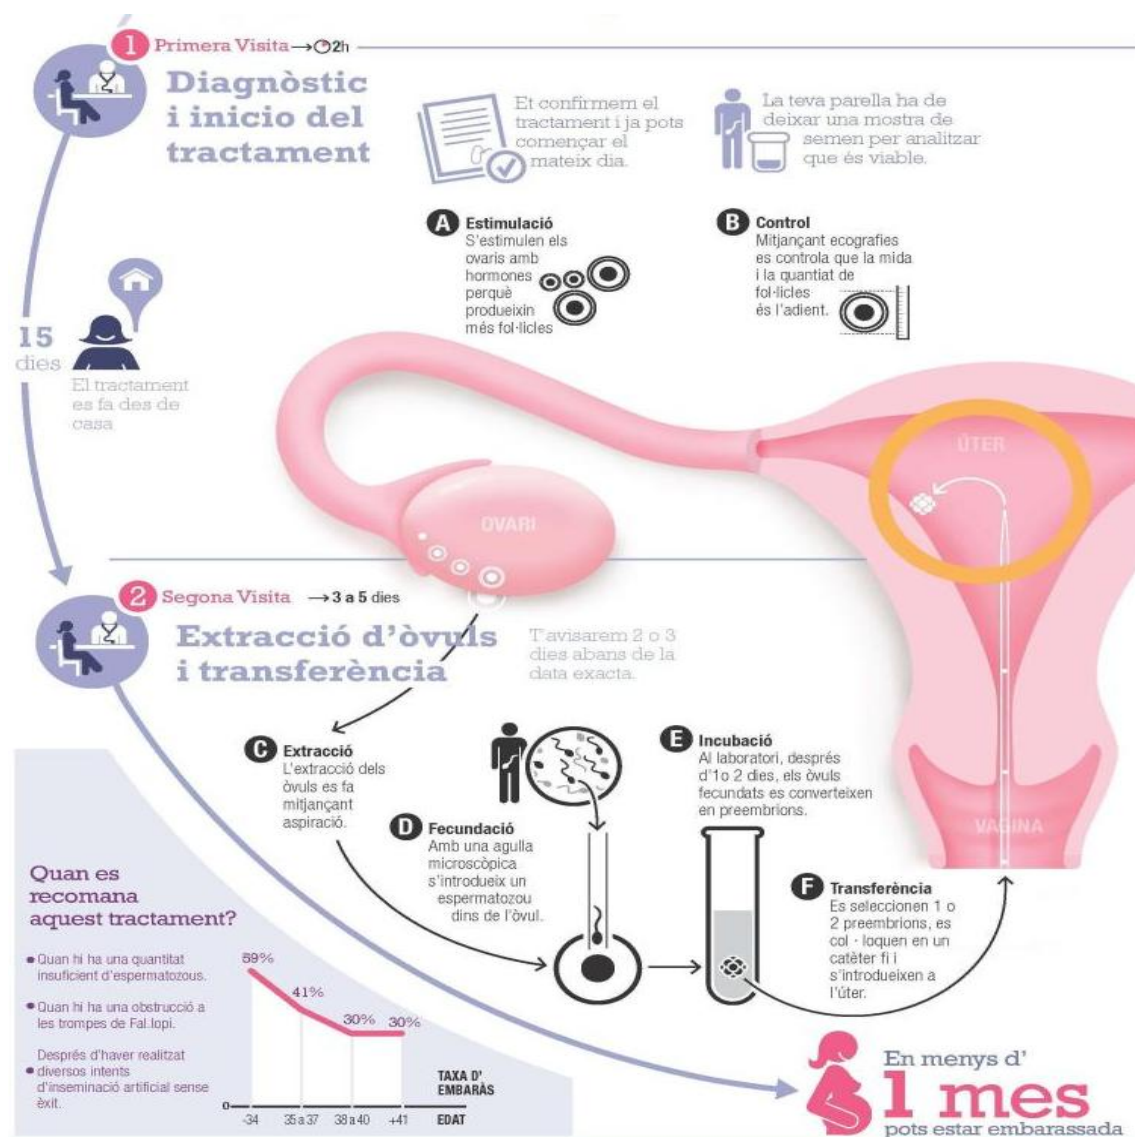 1 Primera Visita → 2h
Diagnòstic
i inicio del
tractament
Et confirmem el
tractament i ja pots
començar el
mateix dia.
La teva parella ha de
deixar una mostra de
semen per analitzar
que és viable.
A Estimulació
S'estimulen els
ovaris amb
hormones
perquè
produeixin
més fol·licles
B Control
Mitjançant ecografies
es controla que la mida
i la quantiat de
fol·licles
és l'adient.
15
dies
El tractament
es fa des de
casa
ÚTER
OVARI
VAGINA
2 Segona Visita → 3 a 5 dies
Extracció d'òvuls
i transferència
T'avisarem 2 o 3
dies abans de la
data exacta.
C Extracció
L'extracció dels
òvuls es fa
mitjançant
aspiració.
D Fecundació
Amb una agulla
microscòpica
s'introdueix un
espermatozou
dins de l'òvul.
E Incubació
Al laboratori, després
d'1o 2 dies, els òvuls
fecundats es converteixen
en preembrions.
F Transferència
Es seleccionen 1 o
2 preembrions, es
col · loquen en un
catèter fi i
s'introdueixen a
l'úter.
Quan es
recomana
aquest tractament?
• Quan hi ha una quantitat
insuficient d'espermatozous.
• Quan hi ha una obstrucció a
les trompes de Fal.lopi.
Després d'haver realitzat
• diversos intents
d'inseminació artificial sense
èxit.
59%
41%
30% 30%
TAXA D'
EMBARÀS
0
-34 35 a 37 38 a 40 +41 EDAT
En menys d'
1 mes
pots estar embarassada